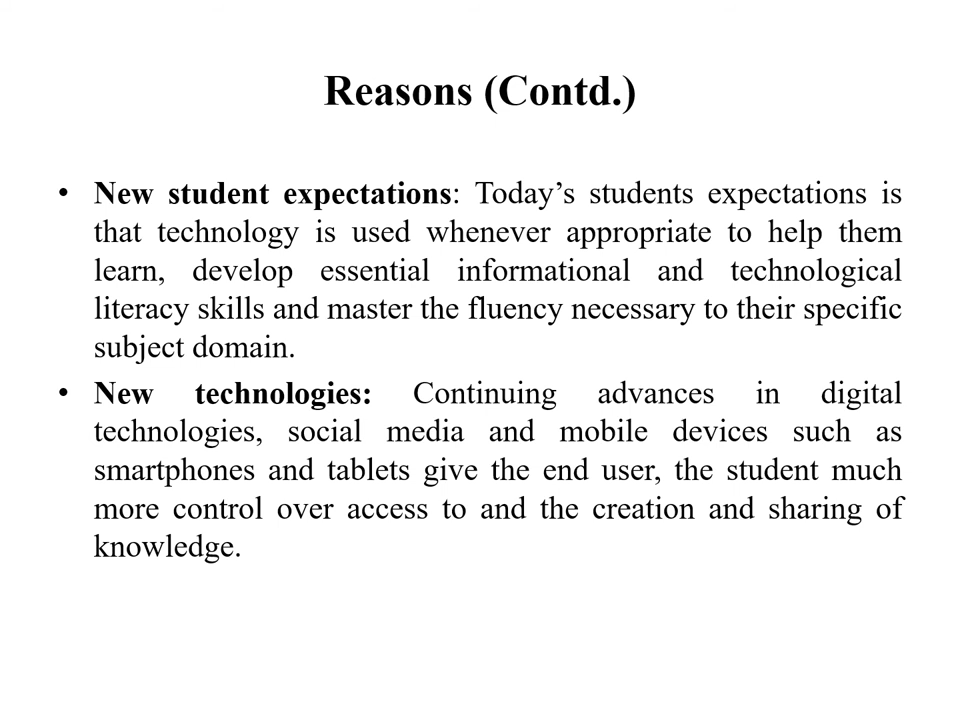 Reasons (Contd.)
• New student expectations: Today’s students expectations is
that technology is used whenever appropriate to help them
learn, develop essential informational and technological
literacy skills and master the fluency necessary to their specific
subject domain.
• New technologies: Continuing advances in digital
technologies, social media and mobile devices such as
smartphones and tablets give the end user, the student much
more control over access to and the creation and sharing of
knowledge.